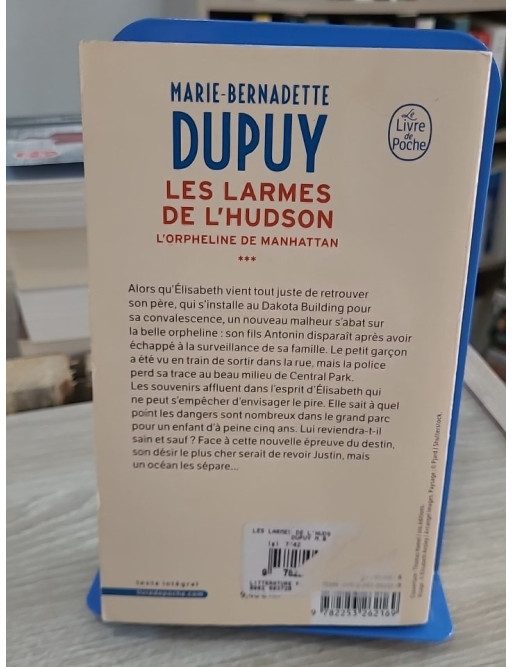 MARIE-BERNADETTE
DUPUY
Le
Livre
de
Poche
LES LARMES
DE L'HUDSON
L'ORPHELINE DE MANHATTAN
***
Alors qu'Élisabeth vient tout juste de retrouver
son père, qui s'installe au Dakota Building pour
sa convalescence, un nouveau malheur s'abat sur
la belle orpheline : son fils Antonin disparaît après avoir
échappé à la surveillance de sa famille. Le petit garçon
a été vu en train de sortir dans la rue, mais la police
perd sa trace au beau milieu de Central Park.
Les souvenirs affluent dans l'esprit d'Élisabeth qui
ne peut s'empêcher d'envisager le pire. Elle sait à quel
point les dangers sont nombreux dans le grand parc
pour un enfant d'à peine cinq ans. Lui reviendra-t-il
sain et sauf ? Face à cette nouvelle épreuve du destin,
son désir le plus cher serait de revoir Justin, mais
un océan les sépare...
LES LARMES DE L'HUDS
DUPUY M.B
texte intégral
livredepoche.com
LITTERATURE
9 782253 262169